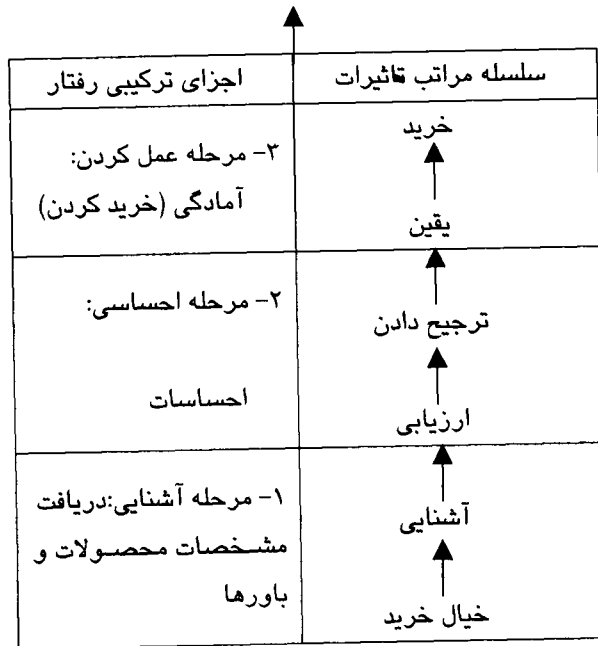 سلسله مراتب تاثیرات
اجزای ترکیبی رفتار
خرید
یقین
۳- مرحله عمل کردن:
آمادگی (خرید کردن)
ترجیح دادن
ارزیابی
۲- مرحله احساسی:
احساسات
آشنایی
خیال خرید
۱- مرحله آشنایی:دریافت
مشخصات محصولات و
باورها